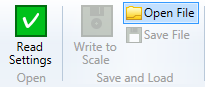 Read
Settings
Open
Write to
Scale
Open File
Save File
Save and Load